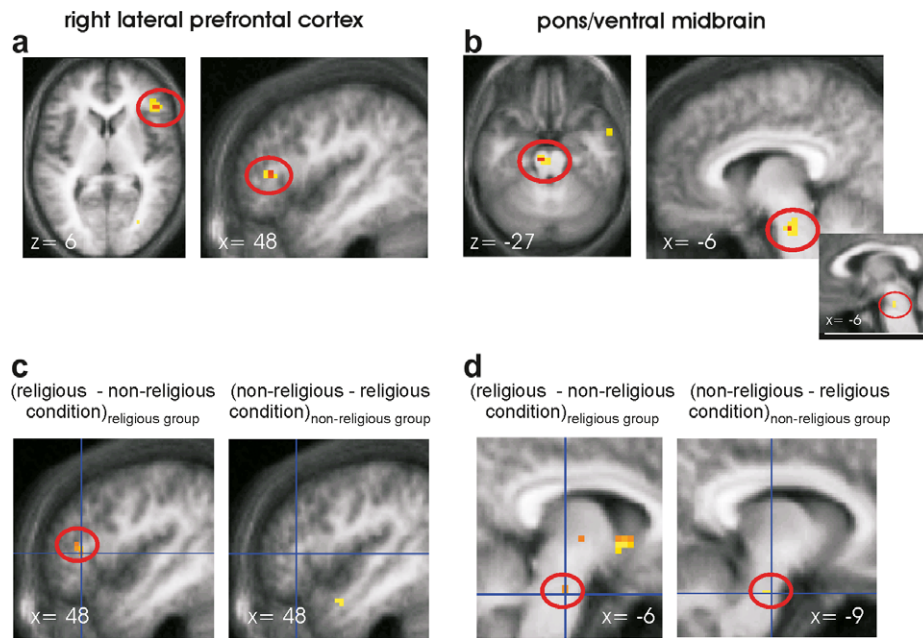 right lateral prefrontal cortex
pons/ventral midbrain
a
b
z= 6
x= 48
z= -27
x= -6
x= -6
c
d
(religious - non-religious
condition)religious group
(non-religious - religious
condition)non-religious group
(religious - non-religious
condition)religious group
(non-religious - religious
condition)non-religious group
x= 48
x= 48
x= -6
x= -9